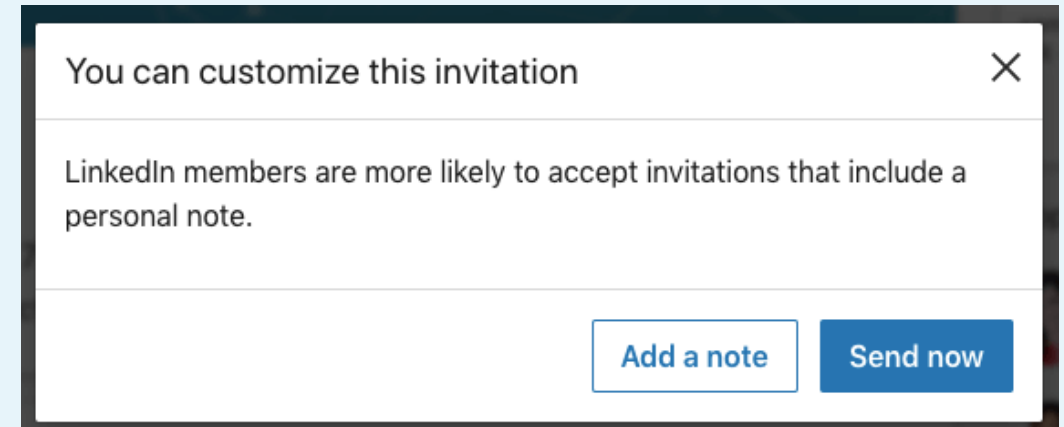 You can customize this invitation
LinkedIn members are more likely to accept invitations that include a
personal note.
Add a note
Send now